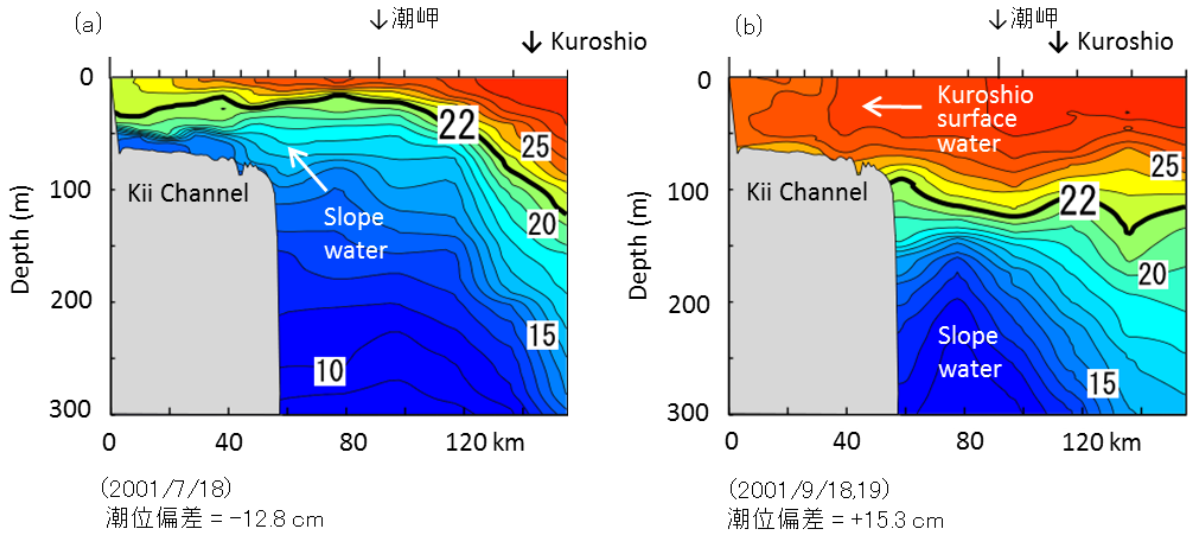 (a)
↓潮岬
↓ Kuroshio
0
100
200
300
Depth (m)
22
25
20
15
10
Kii Channel
Slope
water
0
40
80
120 km
(2001/7/18)
潮位偏差 = −12.8 cm
(b)
↓潮岬
↓ Kuroshio
0
100
200
300
Depth (m)
Kuroshio
surface
water
25
22
20
15
Kii Channel
Slope
water
0
40
80
120 km
(2001/9/18,19)
潮位偏差 = +15.3 cm